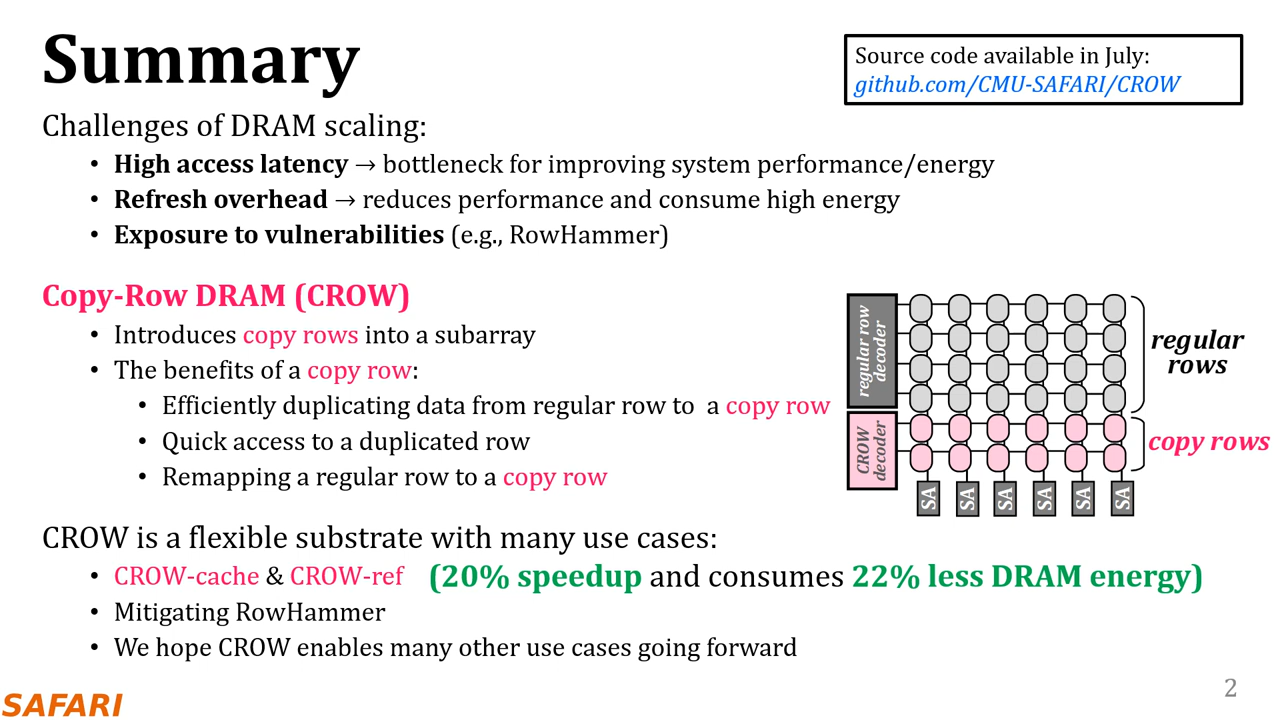 Summary
Source code available in July:
github.com/CMU-SAFARI/CROW
Challenges of DRAM scaling:
• High access latency → bottleneck for improving system performance/energy
• Refresh overhead → reduces performance and consume high energy
• Exposure to vulnerabilities (e.g., RowHammer)
Copy-Row DRAM (CROW)
• Introduces copy rows into a subarray
• The benefits of a copy row:
• Efficiently duplicating data from regular row to a copy row
• Quick access to a duplicated row
• Remapping a regular row to a copy row
regular row
decoder
CROW
decoder
regular
rows
copy rows
SA SA SA SA SA SA
CROW is a flexible substrate with many use cases:
• CROW-cache & CROW-ref (20% speedup and consumes 22% less DRAM energy)
• Mitigating RowHammer
• We hope CROW enables many other use cases going forward
SAFARI
2